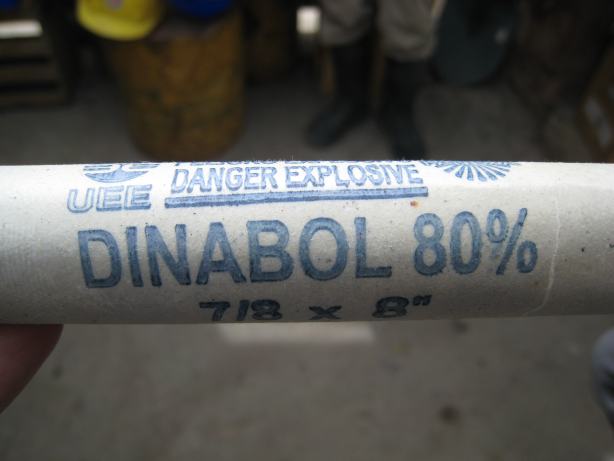 UEE
DANGER EXPLOSIVE
DINABOL 80%
7/8 x 8"